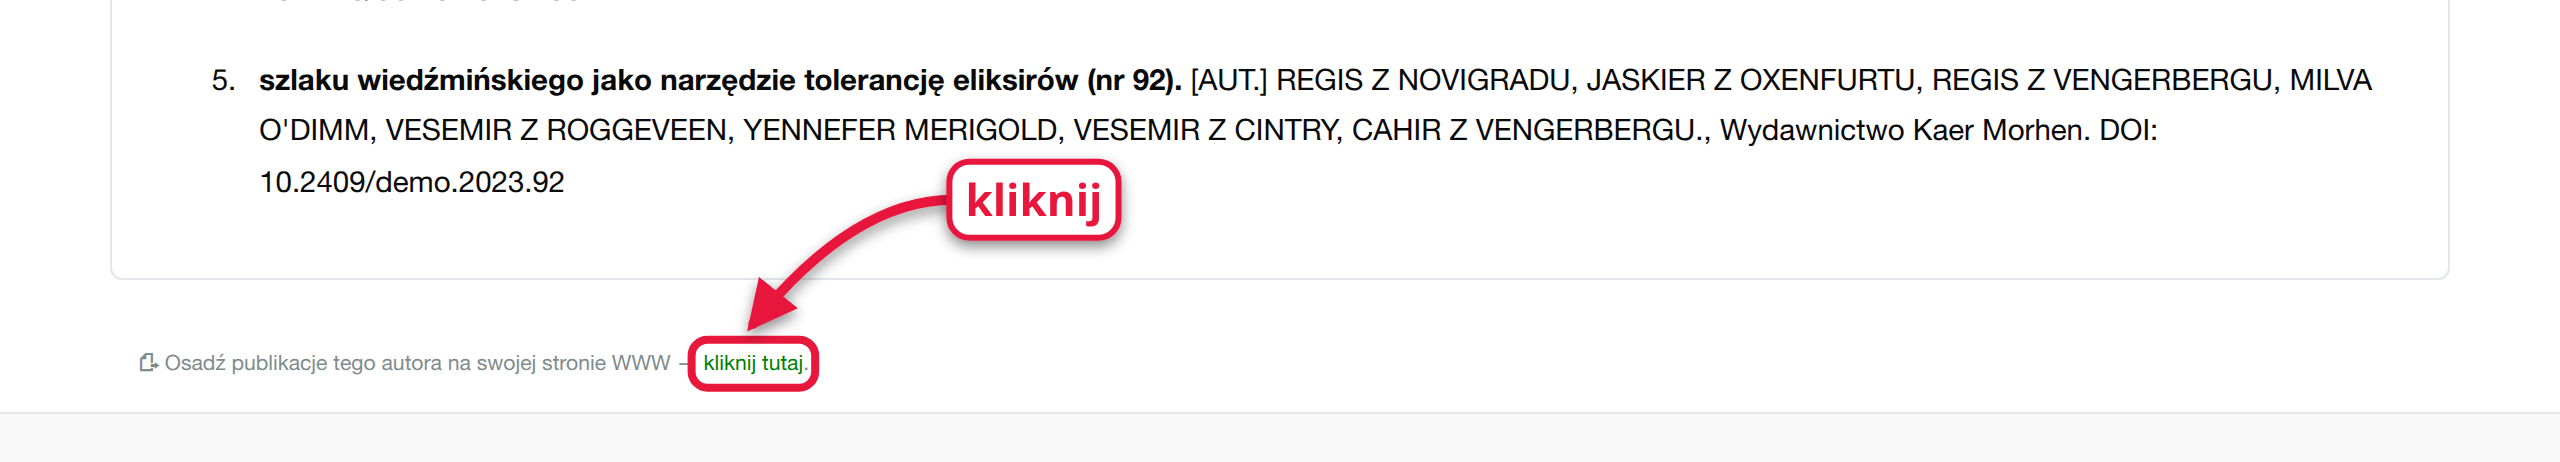 5. szlaku wiedźmińskiego jako narzędzie tolerancję eliksirów (nr 92). [AUT.] REGIS Z NOVIGRADU, JASKIER Z OXENFURTU, REGIS Z VENGERBERGU, MILVA
O'DIMM, VESEMIR Z ROGGEVEEN, YENNEFER MERIGOLD, VESEMIR Z CINTRY, CAHIR Z VENGERBERGU., Wydawnictwo Kaer Morhen. DOI:
10.2409/demo.2023.92
kliknij
Osadź publikacje tego autora na swojej stronie WWW – kliknij tutaj.